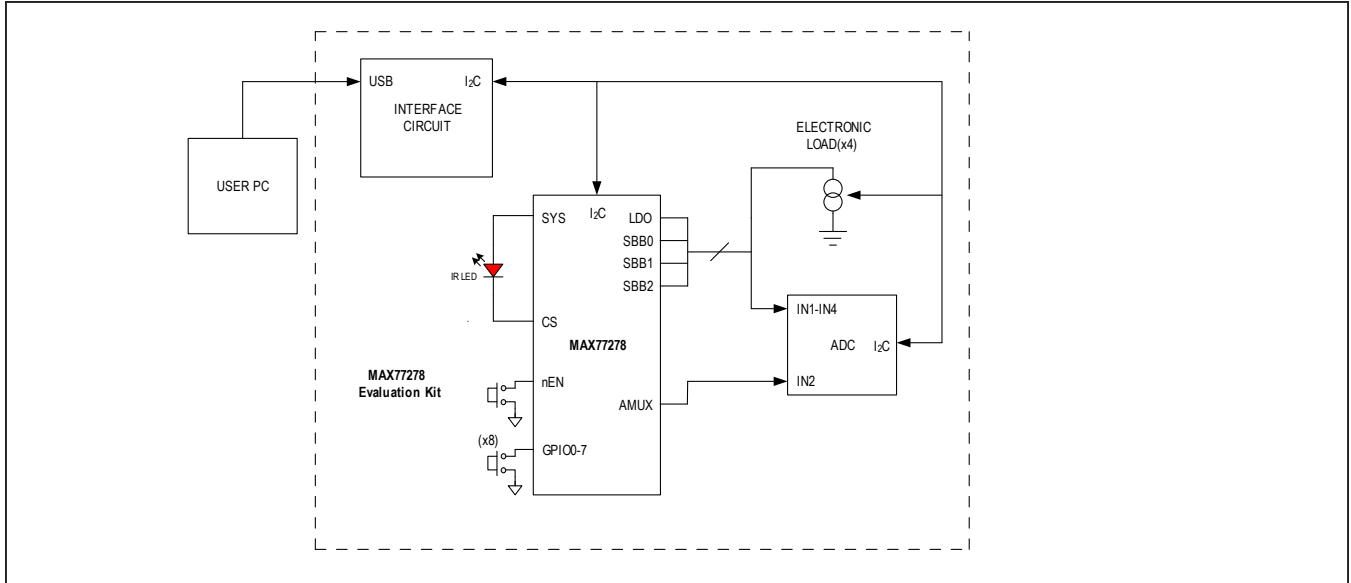 USB
I2C
INTERFACE
CIRCUIT
USER PC
ELECTRONIC
LOAD(x4)
SYS
I2C
LDO
SBB0
SBB1
SBB2
IR LED
CS
MAX77278
IN1-IN4
ADC
I2C
IN2
MAX77278
Evaluation Kit
nEN
AMUX
(x8)
GPIO0-7